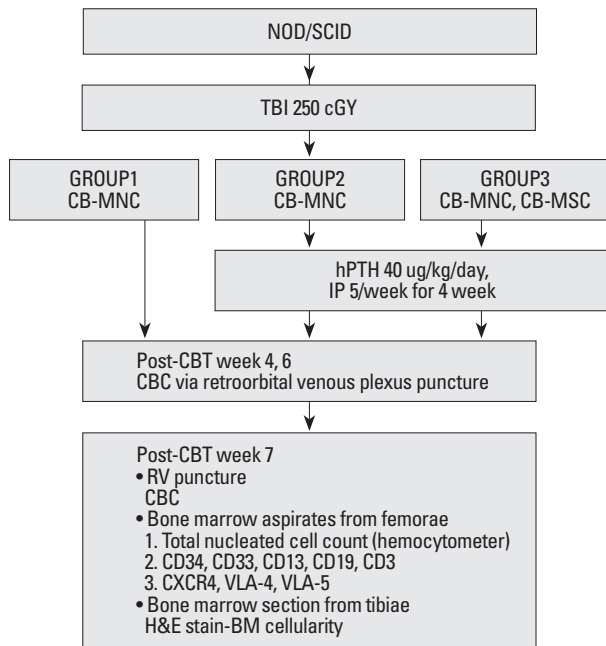 NOD/SCID
TBI 250 cGY
GROUP1
CB-MNC
GROUP2
CB-MNC
GROUP3
CB-MNC, CB-MSC
hPTH 40 ug/kg/day,
IP 5/week for 4 week
Post-CBT week 4, 6
CBC via retroorbital venous plexus puncture
Post-CBT week 7
• RV puncture
CBC
• Bone marrow aspirates from femorae
1. Total nucleated cell count (hemocytometer)
2. CD34, CD33, CD13, CD19, CD3
3. CXCR4, VLA-4, VLA-5
• Bone marrow section from tibiae
H&E stain-BM cellularity